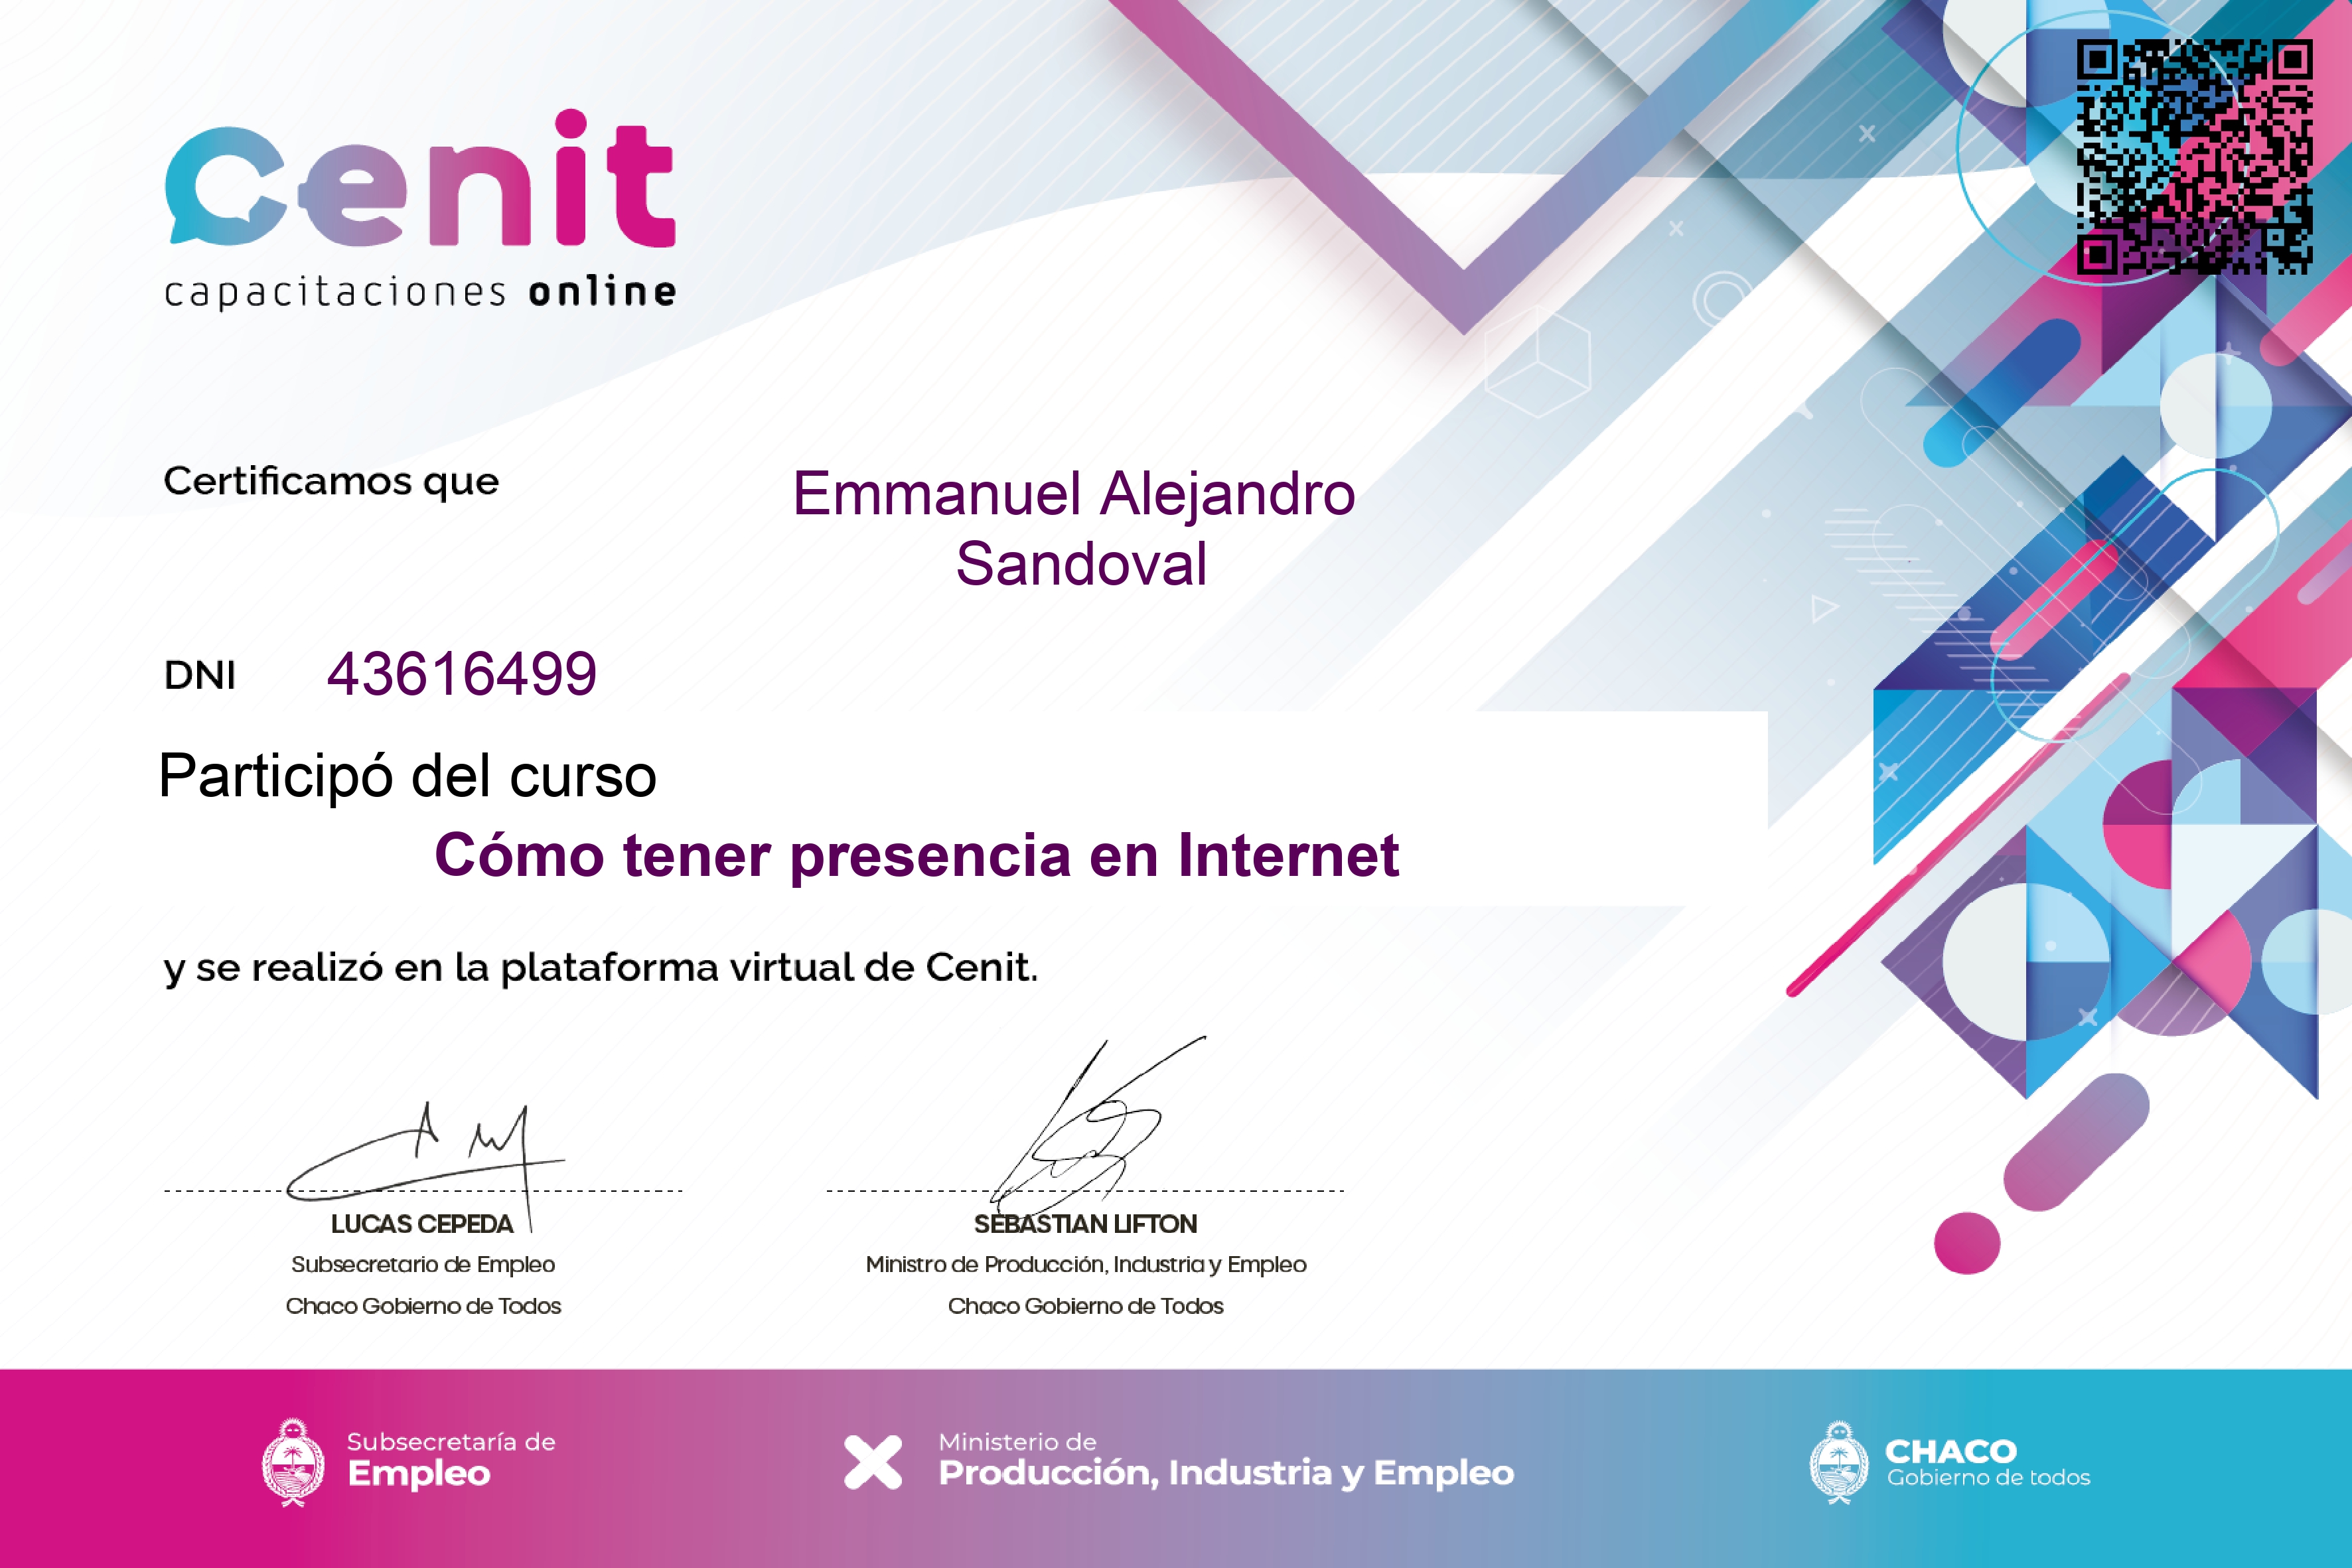 cenit
capacitaciones online
Certificamos que
Emmanuel Alejandro
Sandoval
DNI 43616499
Participó del curso
Cómo tener presencia en Internet
y se realizó en la plataforma virtual de Cenit.
LUCAS CEPEDA
Subsecretario de Empleo
Chaco Gobierno de Todos
SEBASTIAN LIFTON
Ministro de Producción, Industria y Empleo
Chaco Gobierno de Todos
Subsecretaría de
Empleo
Ministerio de
Producción, Industria y Empleo
CHACO
Gobierno de todos